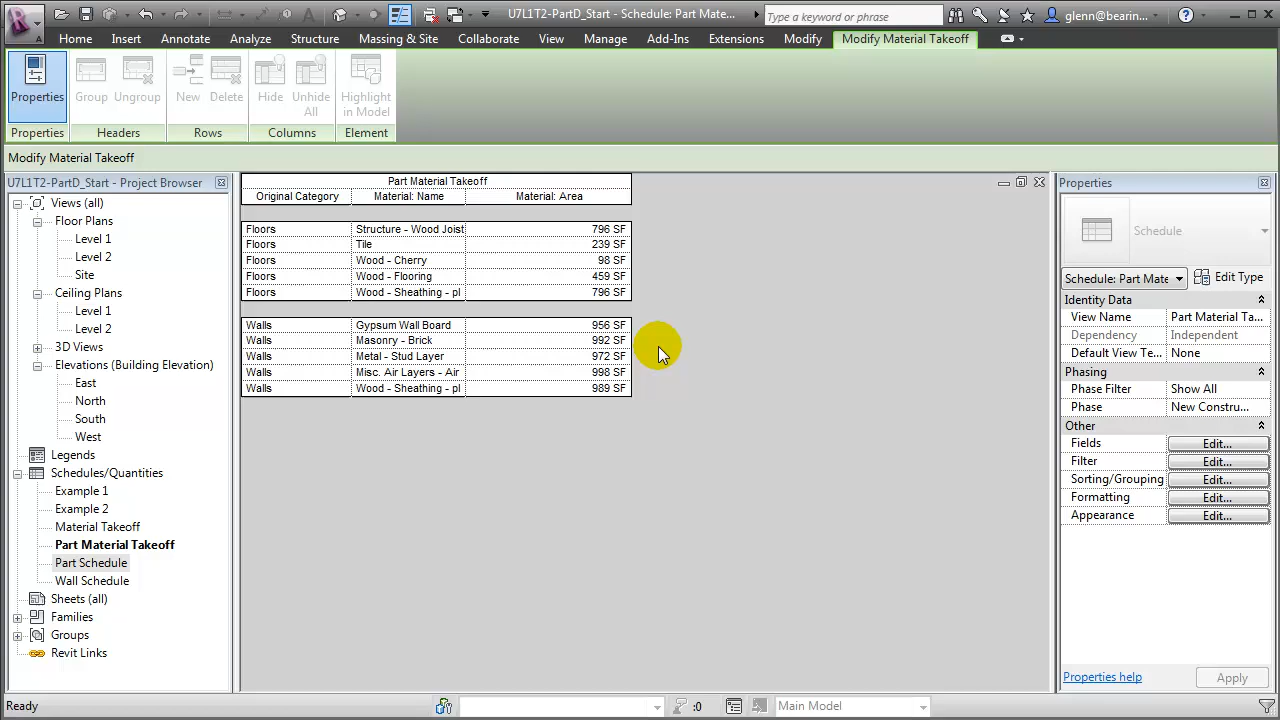 U7L1T2-PartD_Start - Schedule: Part Mate...
Type a keyword or phrase
glenn@bearin...
Home Insert Annotate Analyze Structure Massing & Site Collaborate View Manage Add-Ins Extensions Modify Modify Material Takeoff
Properties Group Ungroup New Delete Hide Unhide All Highlight in Model
Properties Headers Rows Columns Element
Modify Material Takeoff
U7L1T2-PartD_Start - Project Browser
Views (all)
Floor Plans
Level 1
Level 2
Site
Ceiling Plans
Level 1
Level 2
3D Views
Elevations (Building Elevation)
East
North
South
West
Legends
Schedules/Quantities
Example 1
Example 2
Material Takeoff
Part Material Takeoff
Part Schedule
Wall Schedule
Sheets (all)
Families
Groups
Revit Links
Part Material Takeoff
Original Category Material: Name Material: Area
Floors Structure - Wood Joist 796 SF
Floors Tile 239 SF
Floors Wood - Cherry 98 SF
Floors Wood - Flooring 459 SF
Floors Wood - Sheathing - pl 796 SF
Walls Gypsum Wall Board 956 SF
Walls Masonry - Brick 992 SF
Walls Metal - Stud Layer 972 SF
Walls Misc. Air Layers - Air 998 SF
Walls Wood - Sheathing - pl 989 SF
Properties
Schedule
Schedule: Part Mate Edit Type
Identity Data
View Name Part Material Ta...
Dependency Independent
Default View Te... None
Phasing
Phase Filter Show All
Phase New Constru...
Other
Fields Edit...
Filter Edit...
Sorting/Grouping Edit...
Formatting Edit...
Appearance Edit...
Properties help Apply
Ready :0 Main Model